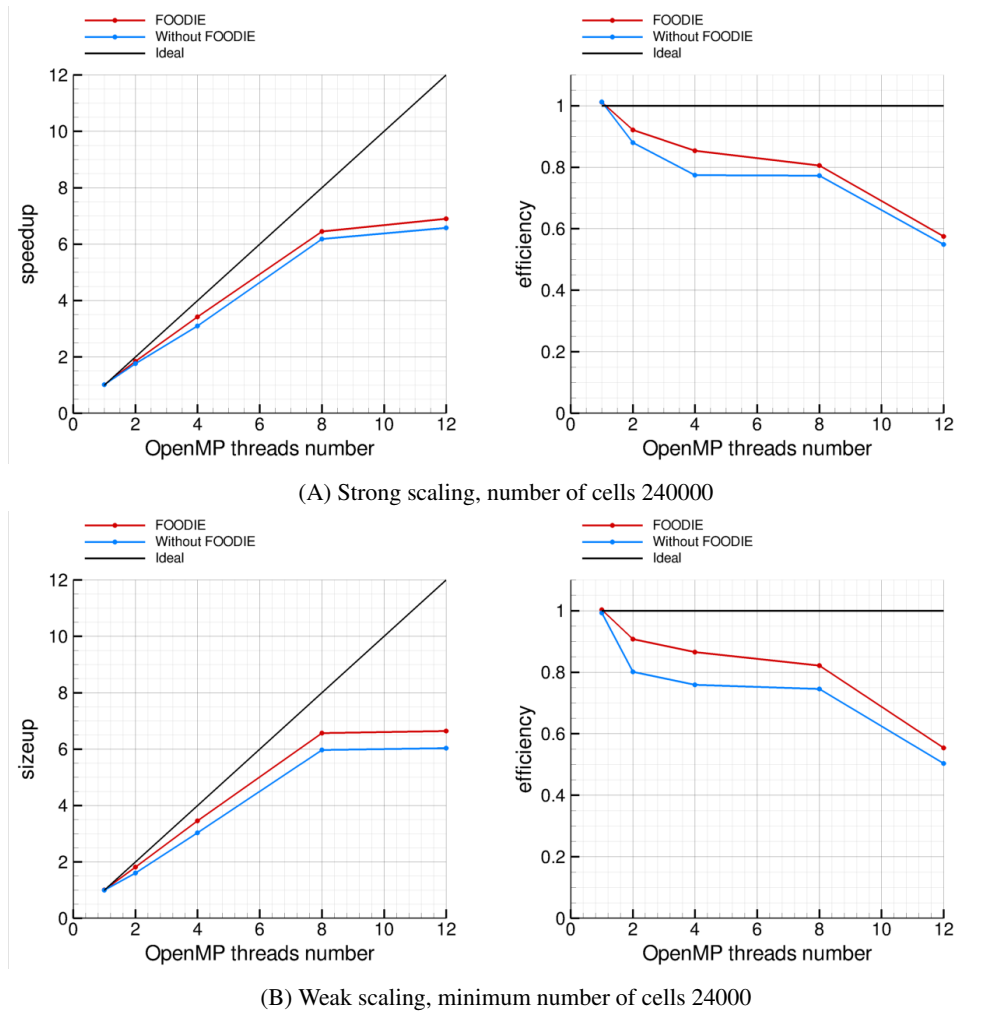 FOODIE
Without FOODIE
Ideal
12
10
8
6
4
2
0
speedup
0 2 4 6 8 10 12
OpenMP threads number
FOODIE
Without FOODIE
Ideal
1
0.8
0.6
0.4
0.2
0
efficiency
0 2 4 6 8 10 12
OpenMP threads number
(A) Strong scaling, number of cells 240000
FOODIE
Without FOODIE
Ideal
12
10
8
6
4
2
0
sizeup
0 2 4 6 8 10 12
OpenMP threads number
FOODIE
Without FOODIE
Ideal
1
0.8
0.6
0.4
0.2
0
efficiency
0 2 4 6 8 10 12
OpenMP threads number
(B) Weak scaling, minimum number of cells 24000